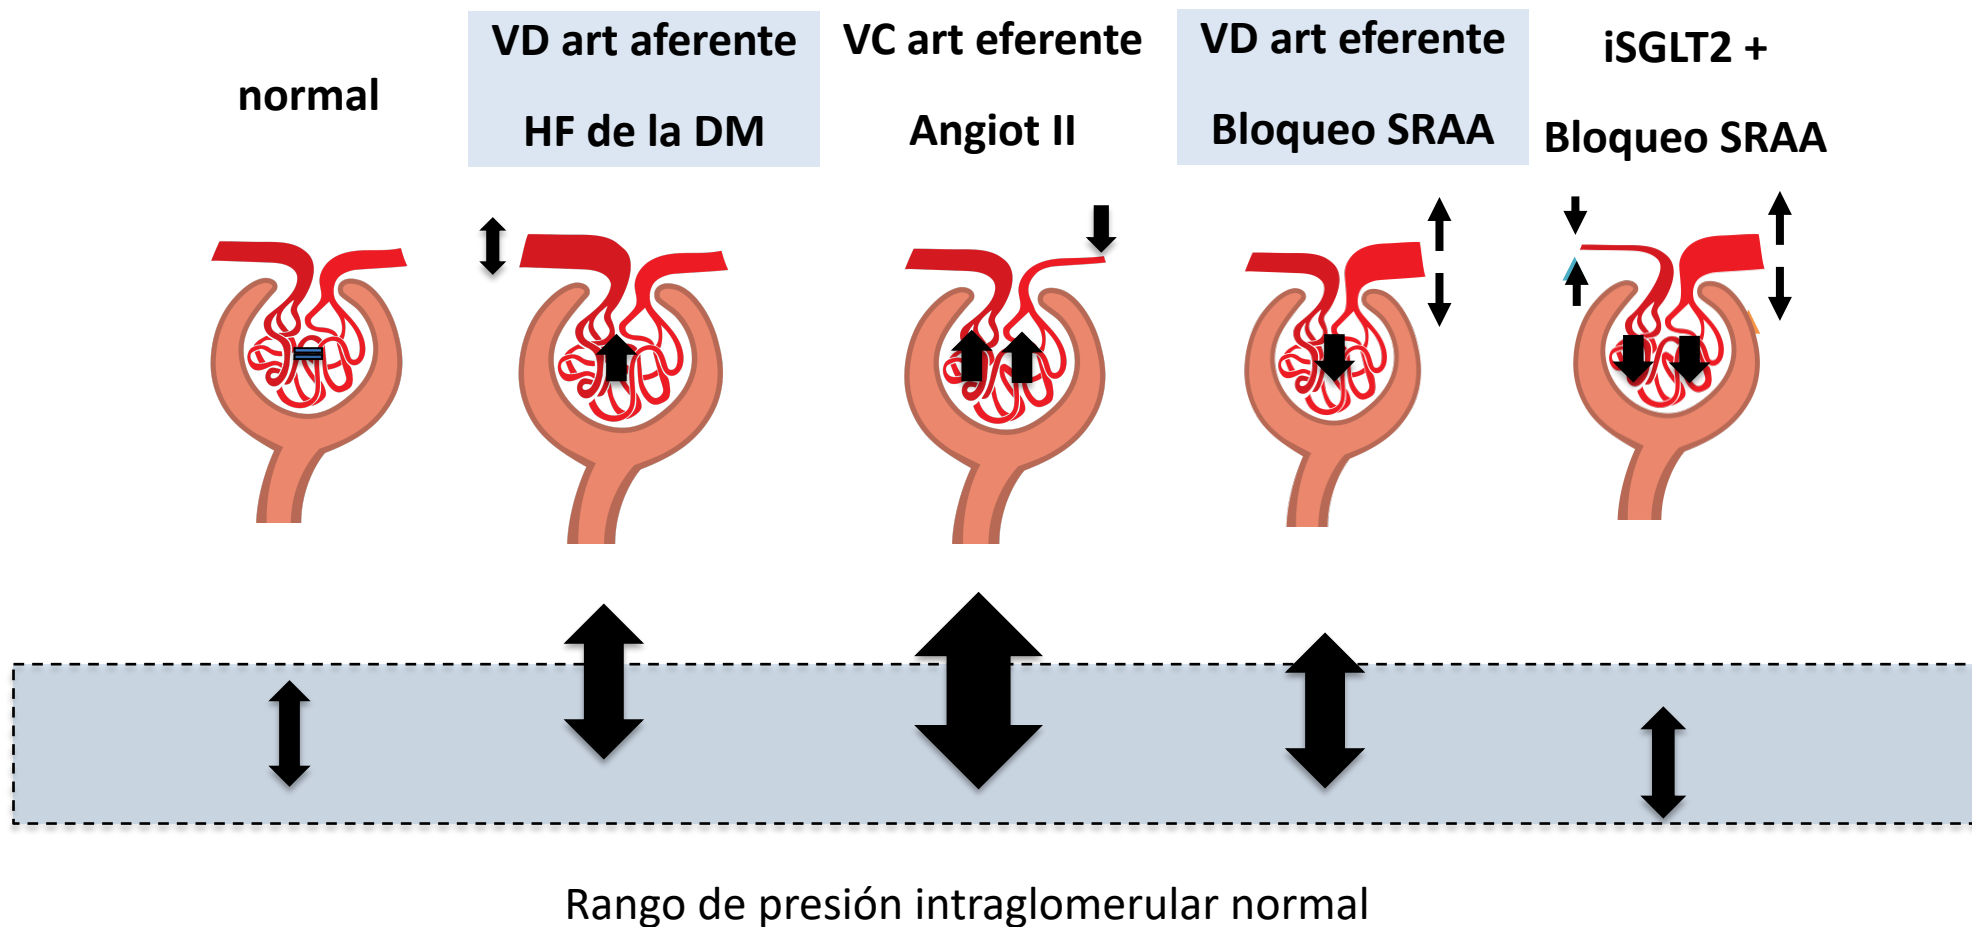 normal
VD art aferente
HF de la DM
VC art eferente
Angiot II
VD art eferente
Bloqueo SRAA
iSGLT2 +
Bloqueo SRAA
Rango de presión intraglomerular normal